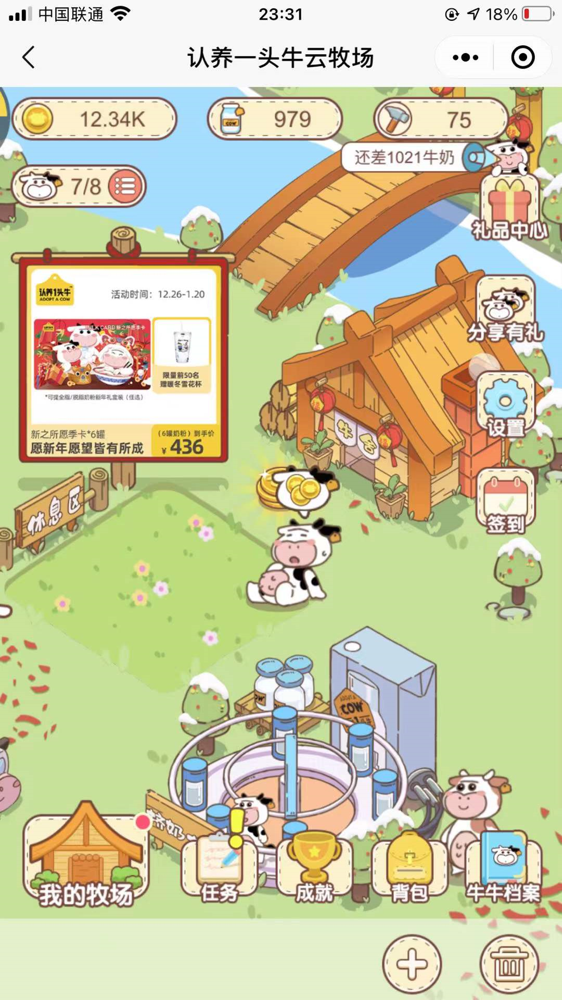 中国联通
23:31
18%
认养一头牛云牧场
12.34K
979
75
还差1021牛奶
7/8
礼品中心
认养1头牛
ADOPT A COW
活动时间：12.26-1.20
MILK CARD 新之所愿季卡
限量前50名
赠暖冬雪花杯
*可提全脂/脱脂奶粉新年礼盒装（任选）
新之所愿季卡*6罐
愿新年愿望皆有所成
（6罐奶粉）到手价
¥436
分享有礼
福
牛舍
福
设置
休息区
签到
COW
挤奶
我的牧场
任务
成就
背包
牛牛档案